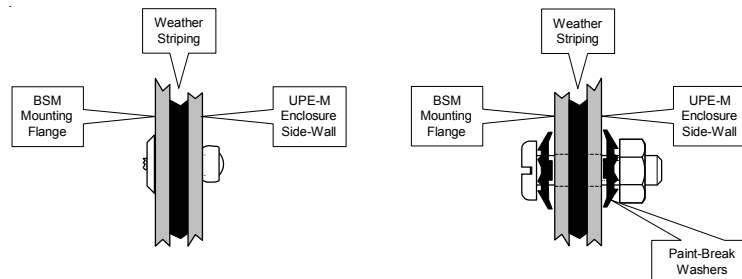 Weather
Striping
BSM
Mounting
Flange
UPE-M
Enclosure
Side-Wall
Weather
Striping
BSM
Mounting
Flange
UPE-M
Enclosure
Side-Wall
Paint-Break
Washers